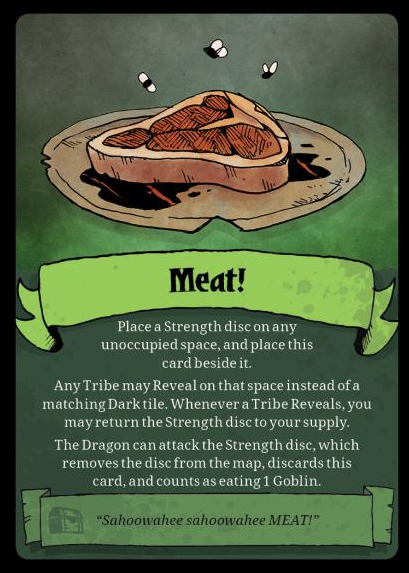 Meat!
Place a Strength disc on any
unoccupied space, and place this
card beside it.
Any Tribe may Reveal on that space instead of a
matching Dark tile. Whenever a Tribe Reveals, you
may return the Strength disc to your supply.
The Dragon can attack the Strength disc, which
removes the disc from the map, discards this
card, and counts as eating 1 Goblin.
“Sahoowahee sahoowahee MEAT!”